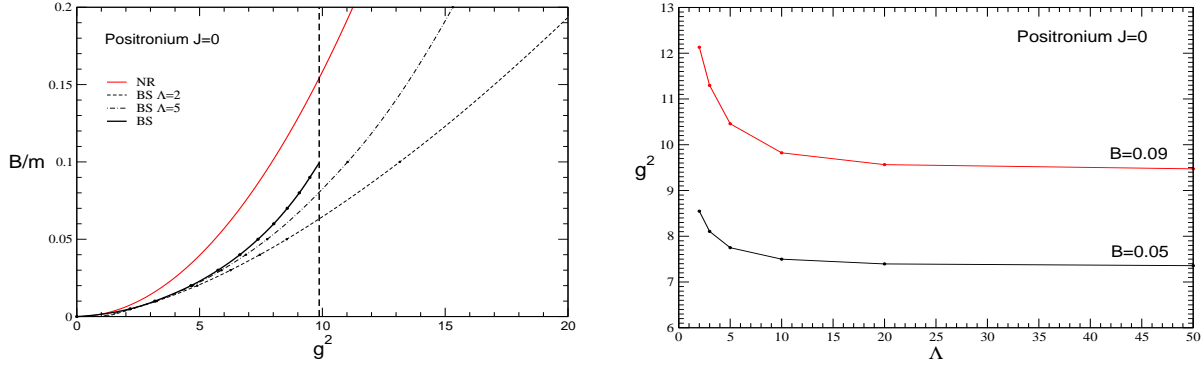 0.2
Positronium J=0
NR
BS Λ=2
BS Λ=5
BS
0.15
B/m
0.1
0.05
0
0 5 10 15 20
g²
13
Positronium J=0
12
11
10
B=0.09
g²
9
8
B=0.05
7
6
0 5 10 15 20 25 30 35 40 45 50
Λ